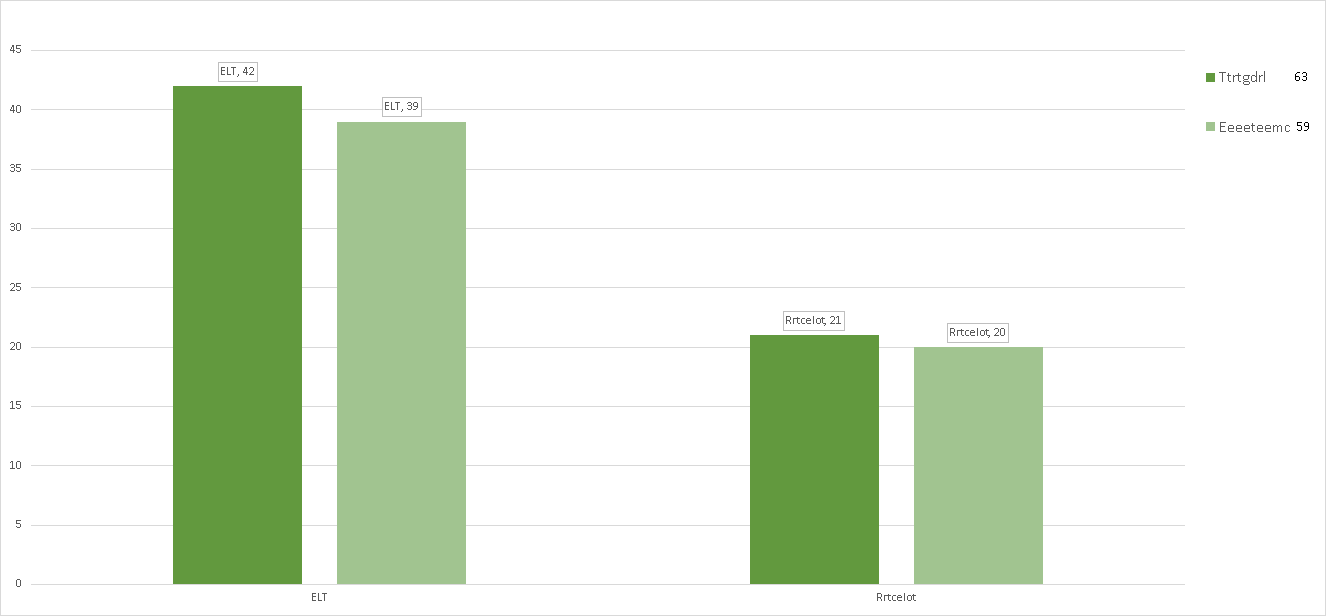 45
40
35
30
25
20
15
10
5
0
ELT, 42
ELT, 39
Rrtcelot, 21
Rrtcelot, 20
ELT
Rrtcelot
Ttrtgdrl 63
Eeeeteemc 59